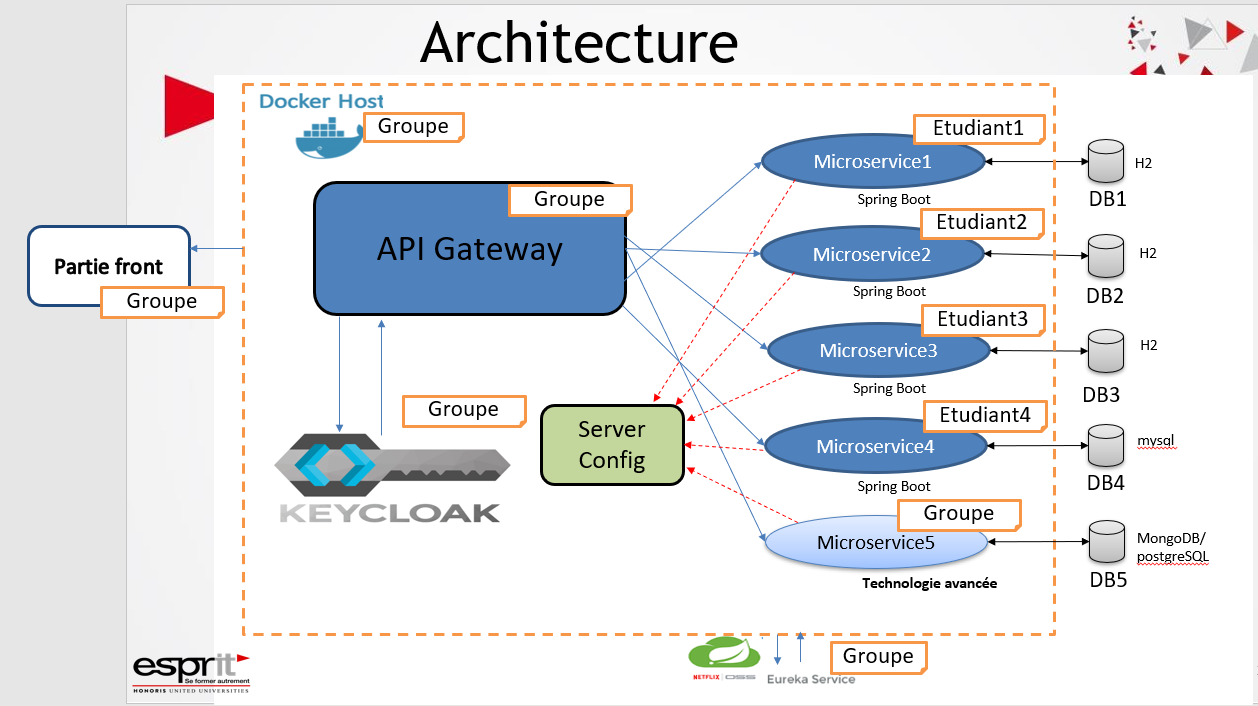 Architecture
Docker Host
Groupe
Groupe
API Gateway
Partie front
Groupe
Groupe
KEYCLOAK
Server
Config
Etudiant1
Microservice1
Spring Boot
H2
DB1
Etudiant2
Microservice2
Spring Boot
H2
DB2
Etudiant3
Microservice3
Spring Boot
H2
DB3
Etudiant4
Microservice4
Spring Boot
mysql
DB4
Groupe
Microservice5
Technologie avancée
MongoDB/
postgreSQL
DB5
NETFLIX OSS
Eureka Service
Groupe
esprit
Se former autrement
HONORIS UNITED UNIVERSITIES